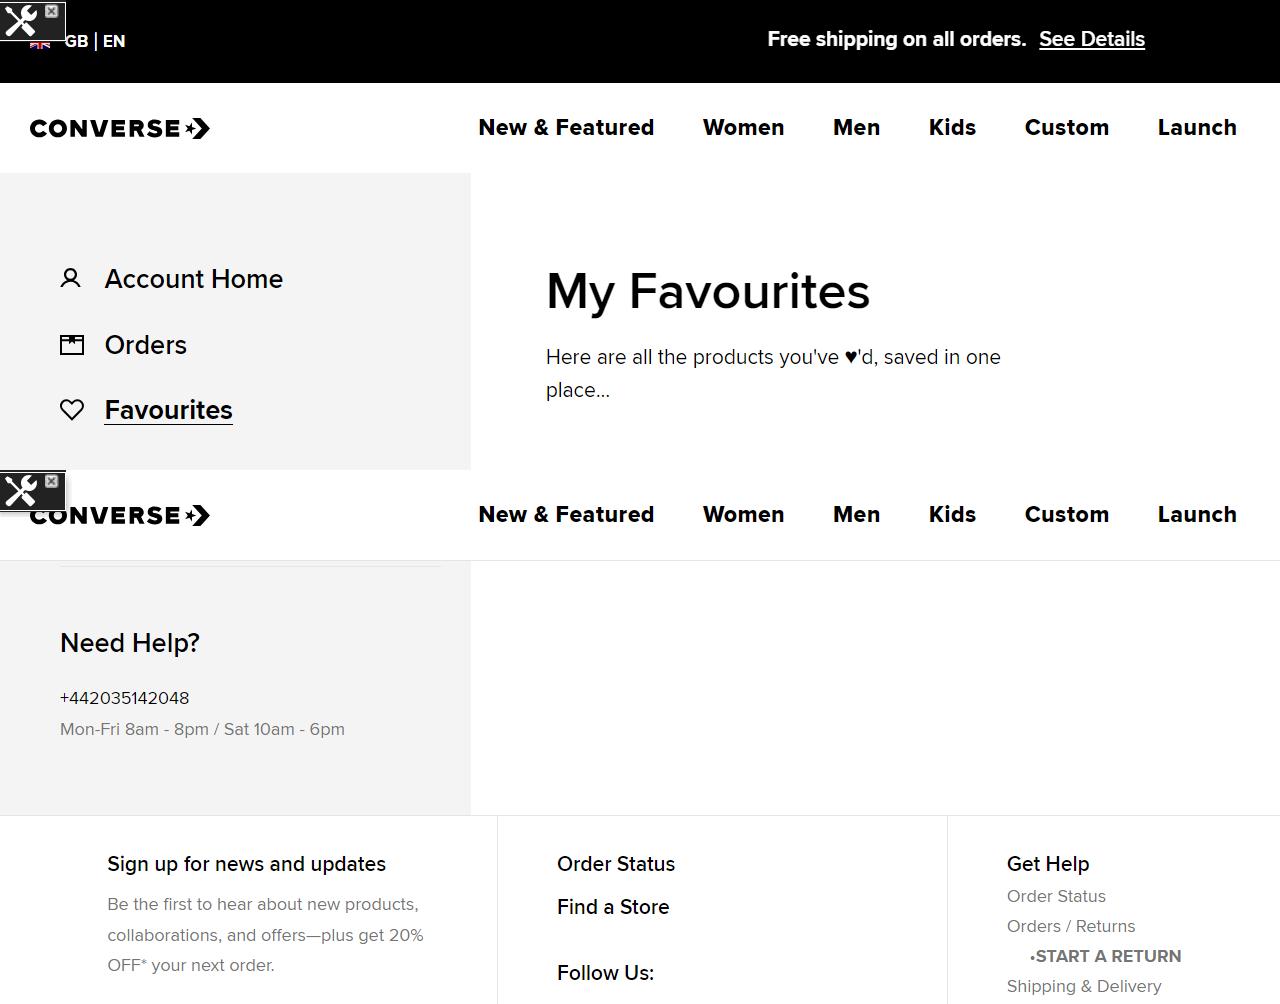 GB | EN
Free shipping on all orders. See Details
CONVERSE
New & Featured Women Men Kids Custom Launch
Account Home
Orders
Favourites
My Favourites
Here are all the products you've ♥'d, saved in one
place...
CONVERSE
New & Featured Women Men Kids Custom Launch
Need Help?
+442035142048
Mon-Fri 8am - 8pm / Sat 10am - 6pm
Sign up for news and updates
Be the first to hear about new products,
collaborations, and offers—plus get 20%
OFF* your next order.
Order Status
Find a Store
Follow Us:
Get Help
Order Status
Orders / Returns
•START A RETURN
Shipping & Delivery